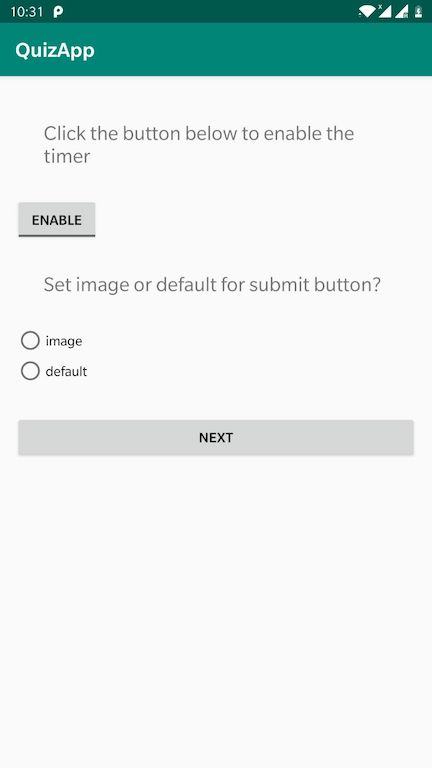 10:31
QuizApp
Click the button below to enable the
timer
ENABLE
Set image or default for submit button?
image
default
NEXT